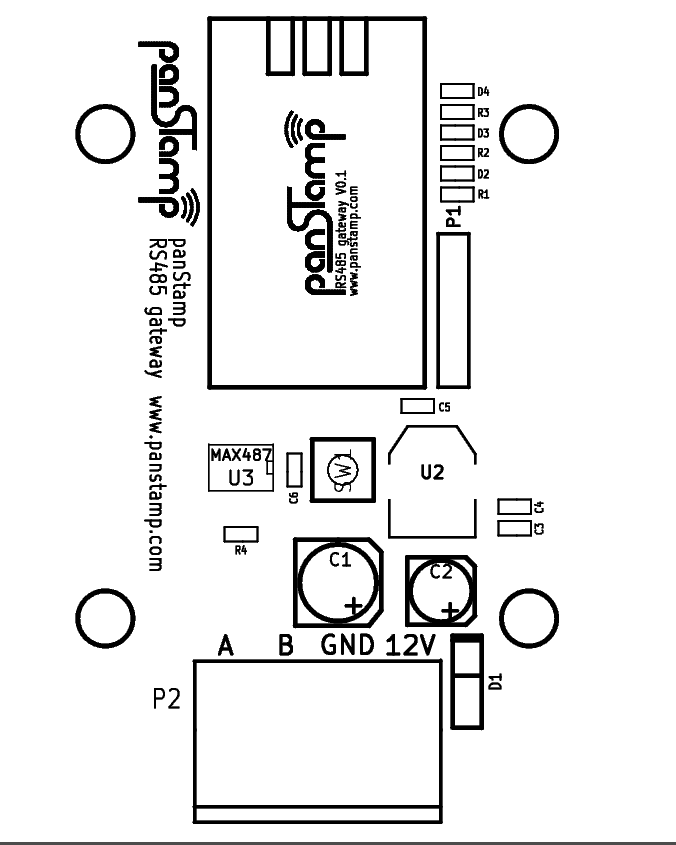 panStamp
panStamp
RS485 gateway www.panstamp.com
panStamp
RS485 gateway V0.1
www.panstamp.com
D4
R3
D3
R2
D2
R1
P1
C5
MAX487
U3
C6
SW1
U2
C4
C3
R4
C1
+
C2
+
A B GND 12V
D1
P2